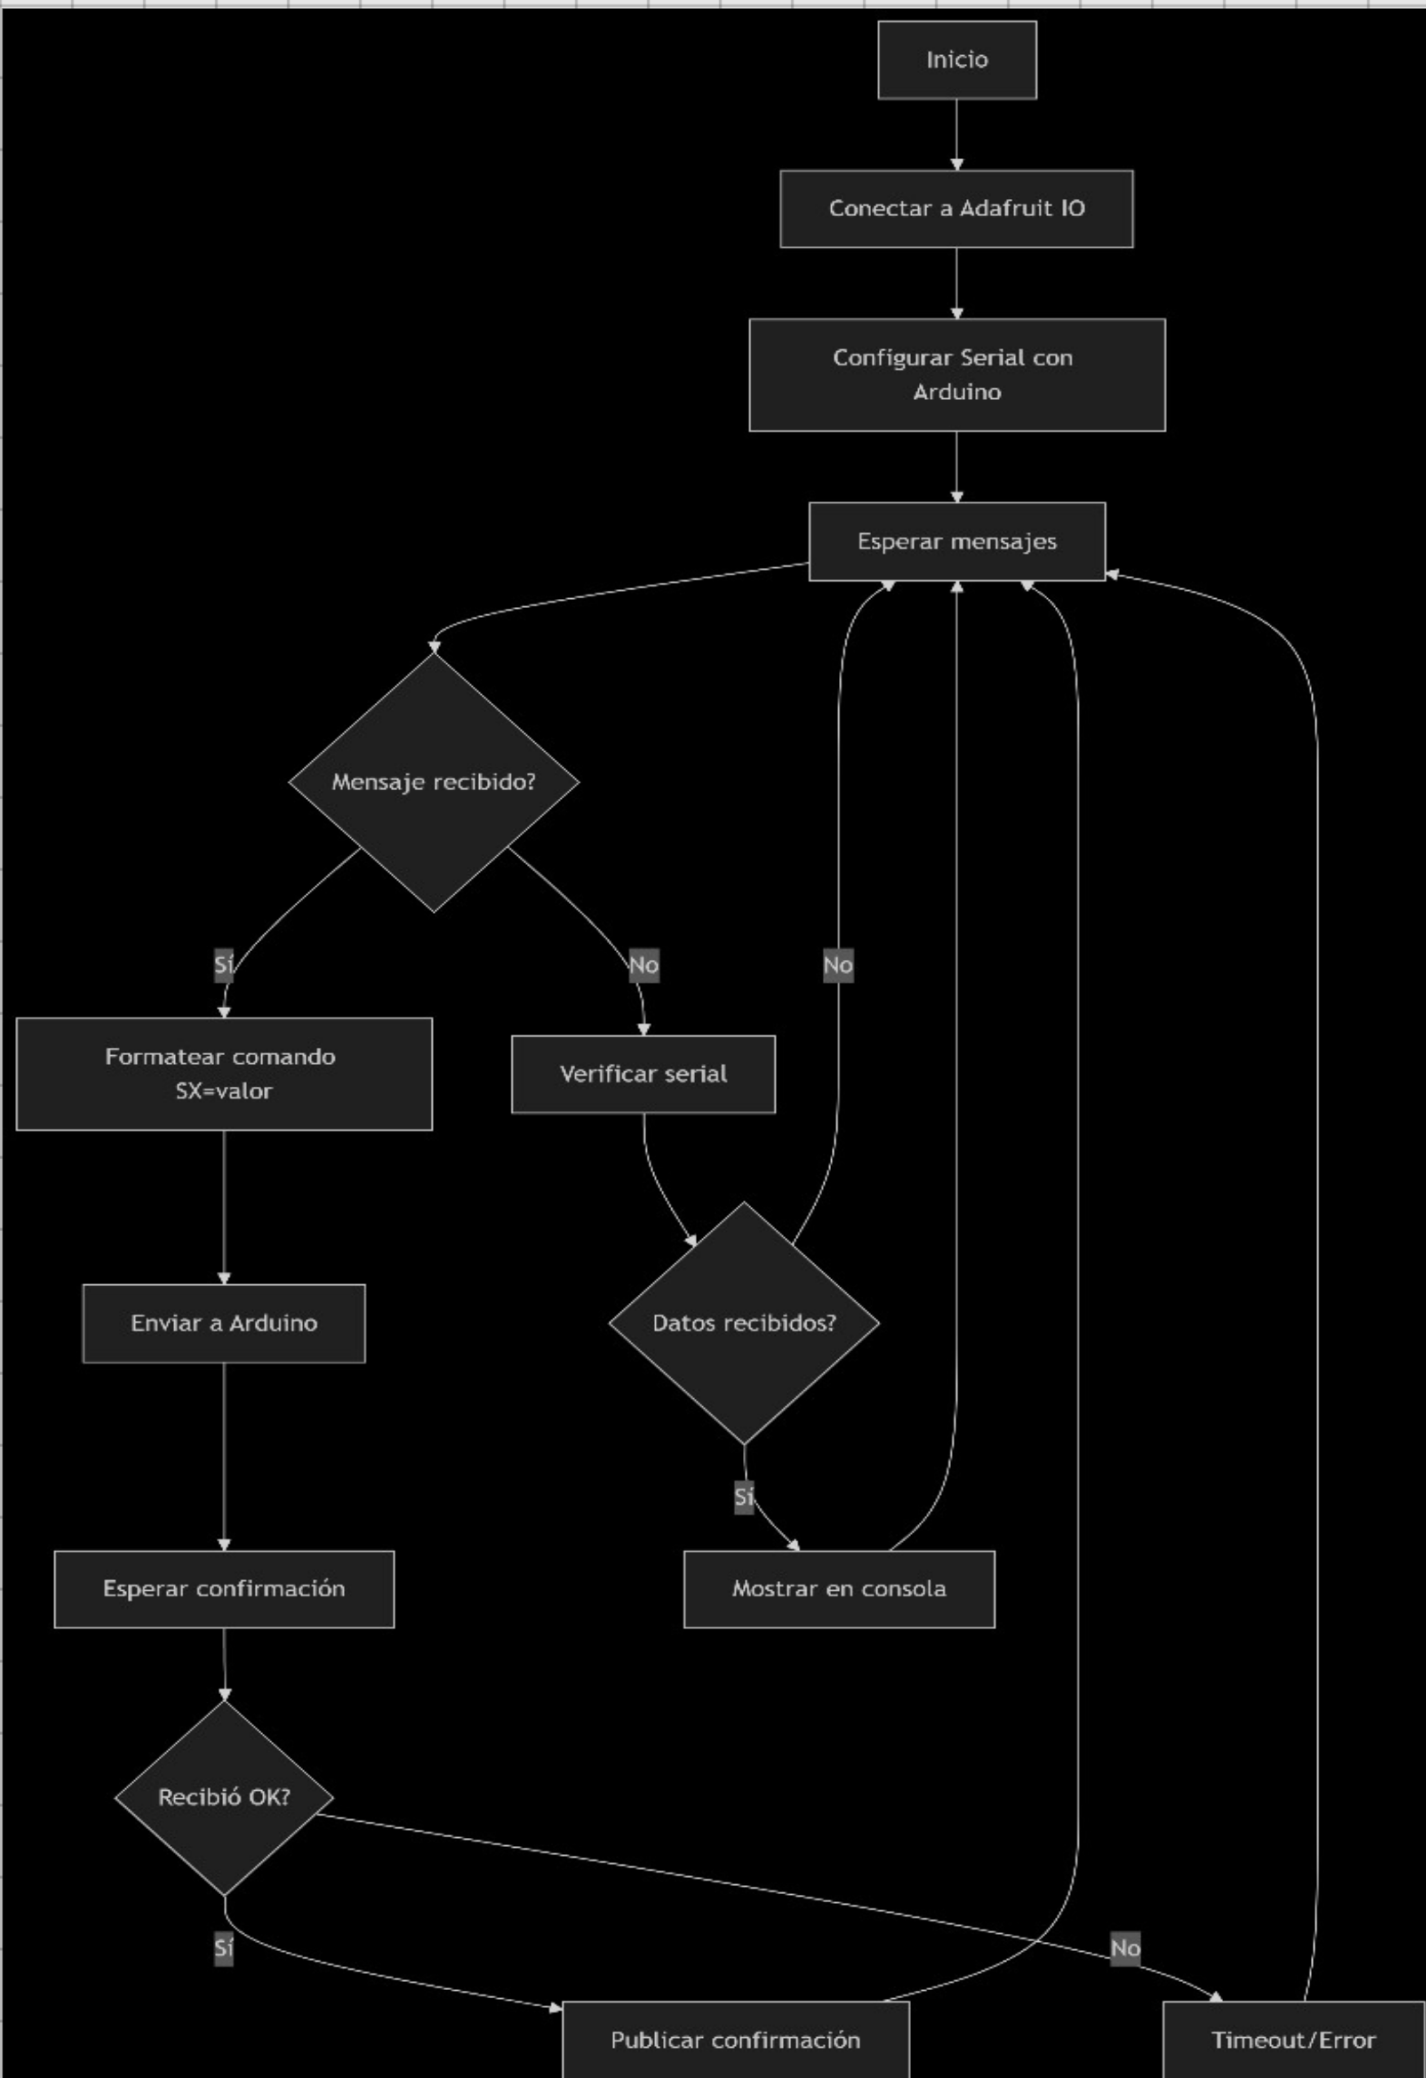 Inicio
Conectar a Adafruit IO
Configurar Serial con
Arduino
Esperar mensajes
Mensaje recibido?
Sí
No
No
Formatear comando
SX=valor
Verificar serial
Enviar a Arduino
Datos recibidos?
Sí
Esperar confirmación
Mostrar en consola
Recibió OK?
Sí
No
Publicar confirmación
Timeout/Error